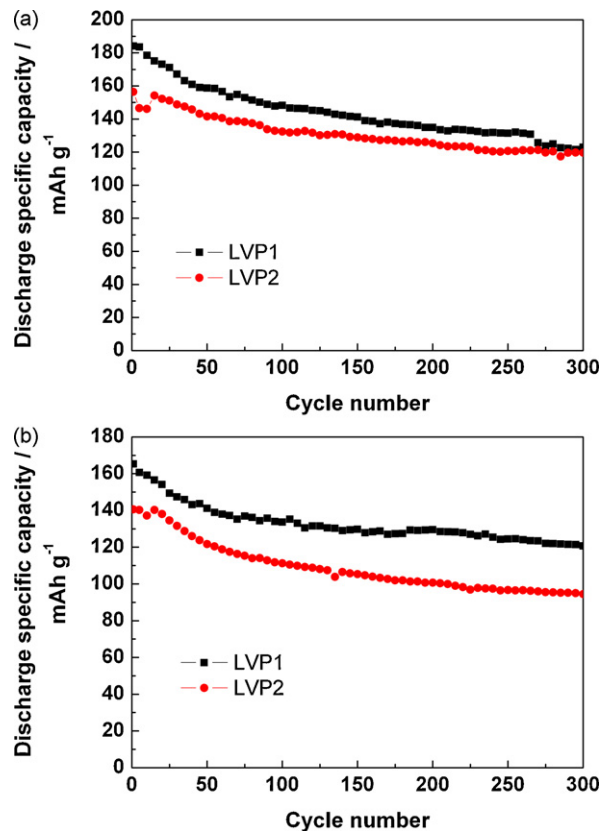 (a)
200
180
160
140
120
100
80
60
40
20
0
Discharge specific capacity /
mAh g⁻¹
LVP1
LVP2
0 50 100 150 200 250 300
Cycle number
(b)
180
160
140
120
100
80
60
40
20
0
Discharge specific capacity /
mAh g⁻¹
LVP1
LVP2
0 50 100 150 200 250 300
Cycle number